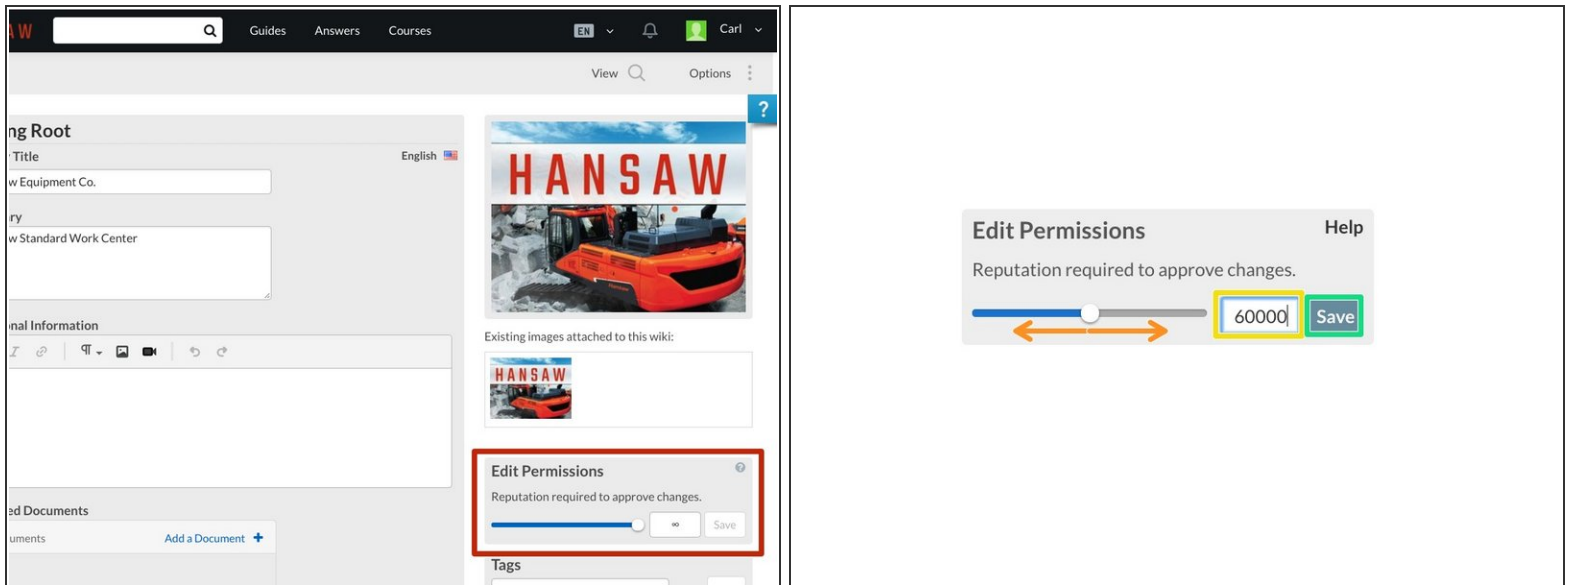 AW
Guides
Answers
Courses
EN
Carl
View
Options
?
ng Root
Title
English
w Equipment Co.
ry
w Standard Work Center
nal Information
HANSAW
Existing images attached to this wiki:
HANSAW
Edit Permissions
Reputation required to approve changes.
∞
Save
ed Documents
uments
Add a Document +
Tags
Edit Permissions
Help
Reputation required to approve changes.
60000
Save